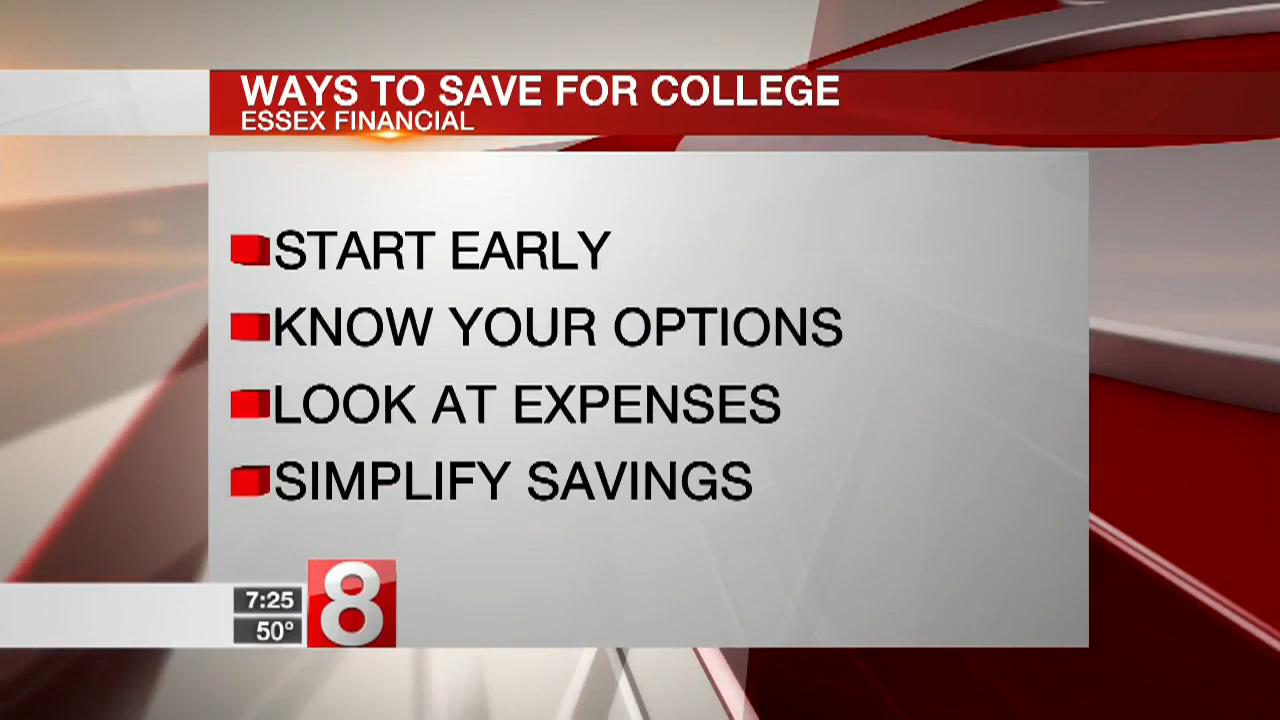 WAYS TO SAVE FOR COLLEGE
ESSEX FINANCIAL
START EARLY
KNOW YOUR OPTIONS
LOOK AT EXPENSES
SIMPLIFY SAVINGS
7:25
50°
8